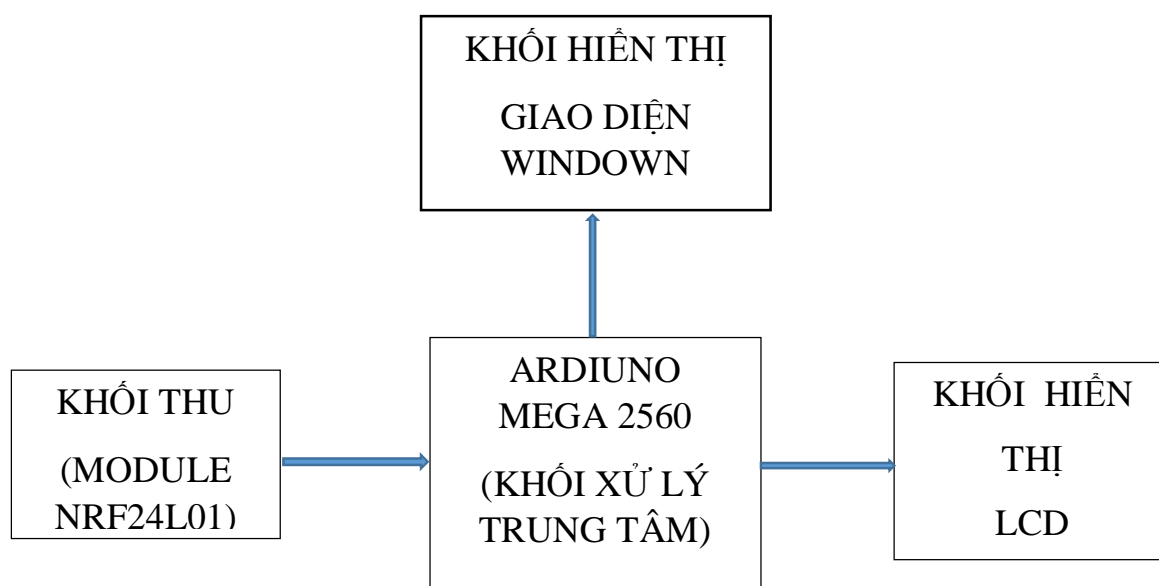 KHỐI HIỂN THỊ
GIAO DIỆN
WINDOWN
KHỐI THU
(MODULE
NRF24L01)
ARDIUNO
MEGA 2560
(KHỐI XỬ LÝ
TRUNG TÂM)
KHỐI HIỂN
THỊ
LCD